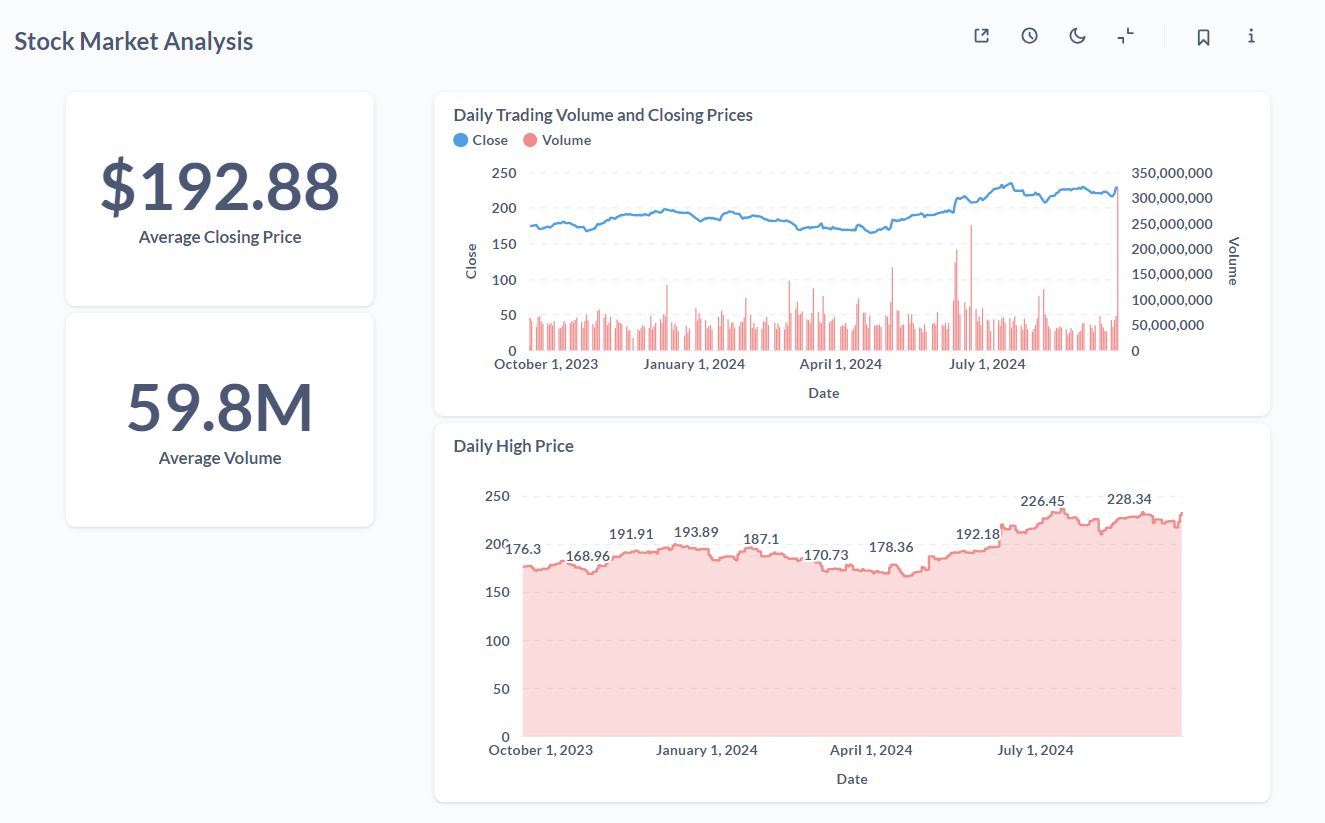 Stock Market Analysis
$192.88
Average Closing Price
59.8M
Average Volume
Daily Trading Volume and Closing Prices
Close Volume
250
200
150
100
50
0
Close
350,000,000
300,000,000
250,000,000
200,000,000
150,000,000
100,000,000
50,000,000
0
Volume
October 1, 2023 January 1, 2024 April 1, 2024 July 1, 2024
Date
Daily High Price
250
200
150
100
50
0
176.3 168.96 191.91 193.89 187.1 170.73 178.36 192.18 226.45 228.34
October 1, 2023 January 1, 2024 April 1, 2024 July 1, 2024
Date